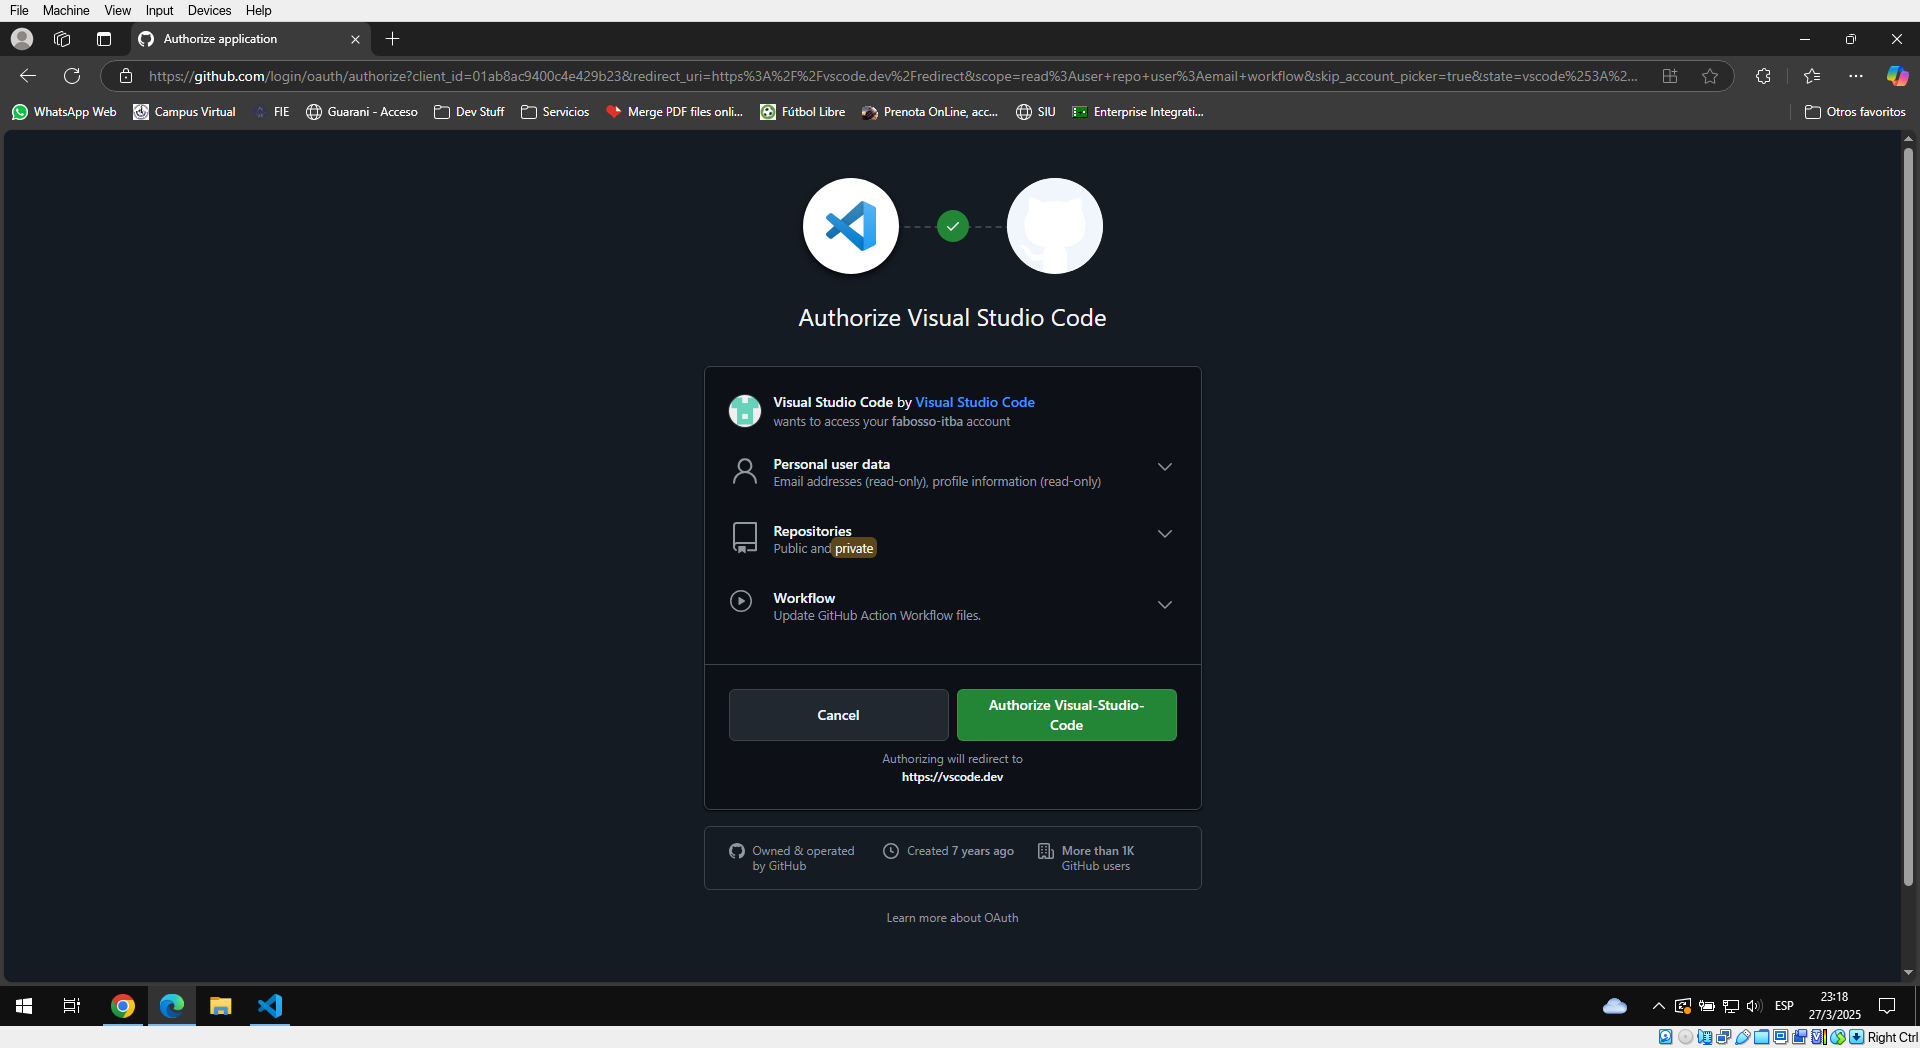 File Machine View Input Devices Help
Authorize application
https://github.com/login/oauth/authorize?client_id=01ab8ac9400c4e429b23&redirect_uri=https%3A%2F%2Fvscode.dev%2Fredirect&scope=read%3Auser+repo+user%3Aemail+workflow&skip_account_picker=true&state=vscode%253A%2...
WhatsApp Web Campus Virtual FIE Guarani - Acceso Dev Stuff Servicios Merge PDF files onli... Fútbol Libre Prenota OnLine, acc... SIU Enterprise Integrati... Otros favoritos
Authorize Visual Studio Code
Visual Studio Code by Visual Studio Code
wants to access your fabosso-itba account
Personal user data
Email addresses (read-only), profile information (read-only)
Repositories
Public and private
Workflow
Update GitHub Action Workflow files.
Cancel
Authorize Visual-Studio-
Code
Authorizing will redirect to
https://vscode.dev
Owned & operated
by GitHub
Created 7 years ago
More than 1K
GitHub users
Learn more about OAuth
ESP
23:18
27/3/2025
Right Ctrl